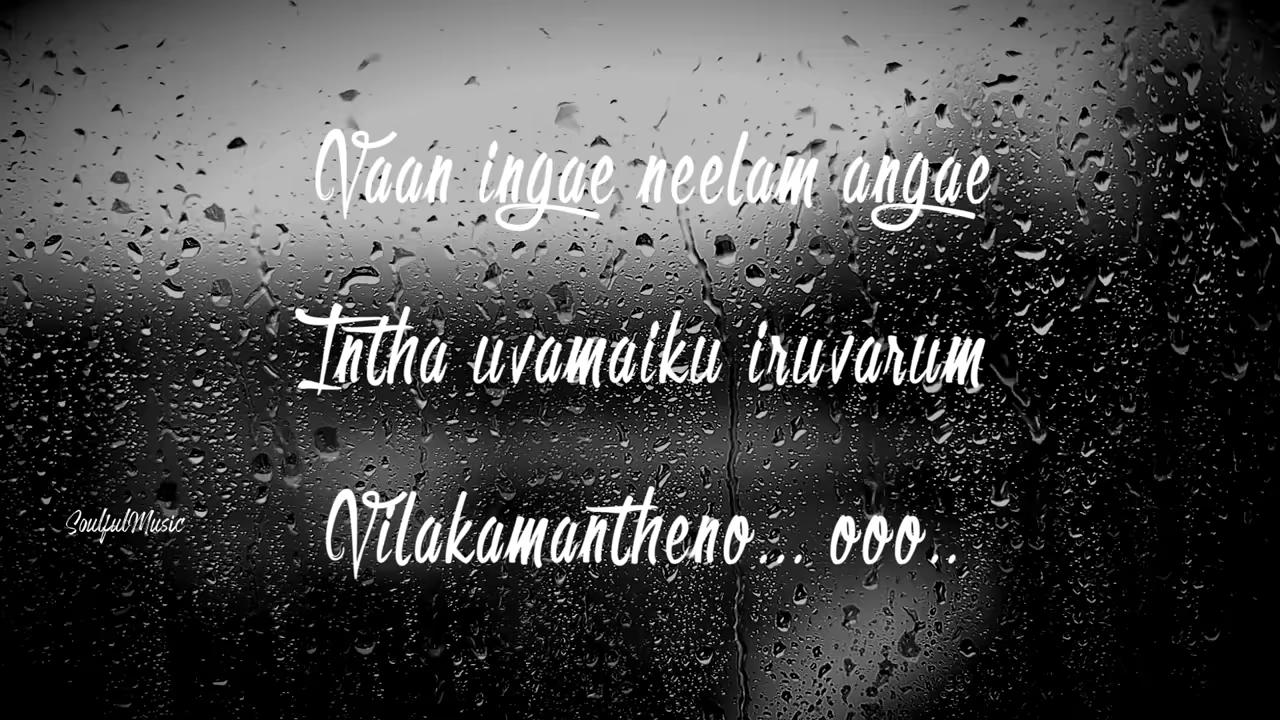 Vaan ingae neelam angae
Intha uvamaiku iruvarum
Vilakamantheno... ooo..
SoulfulMusic